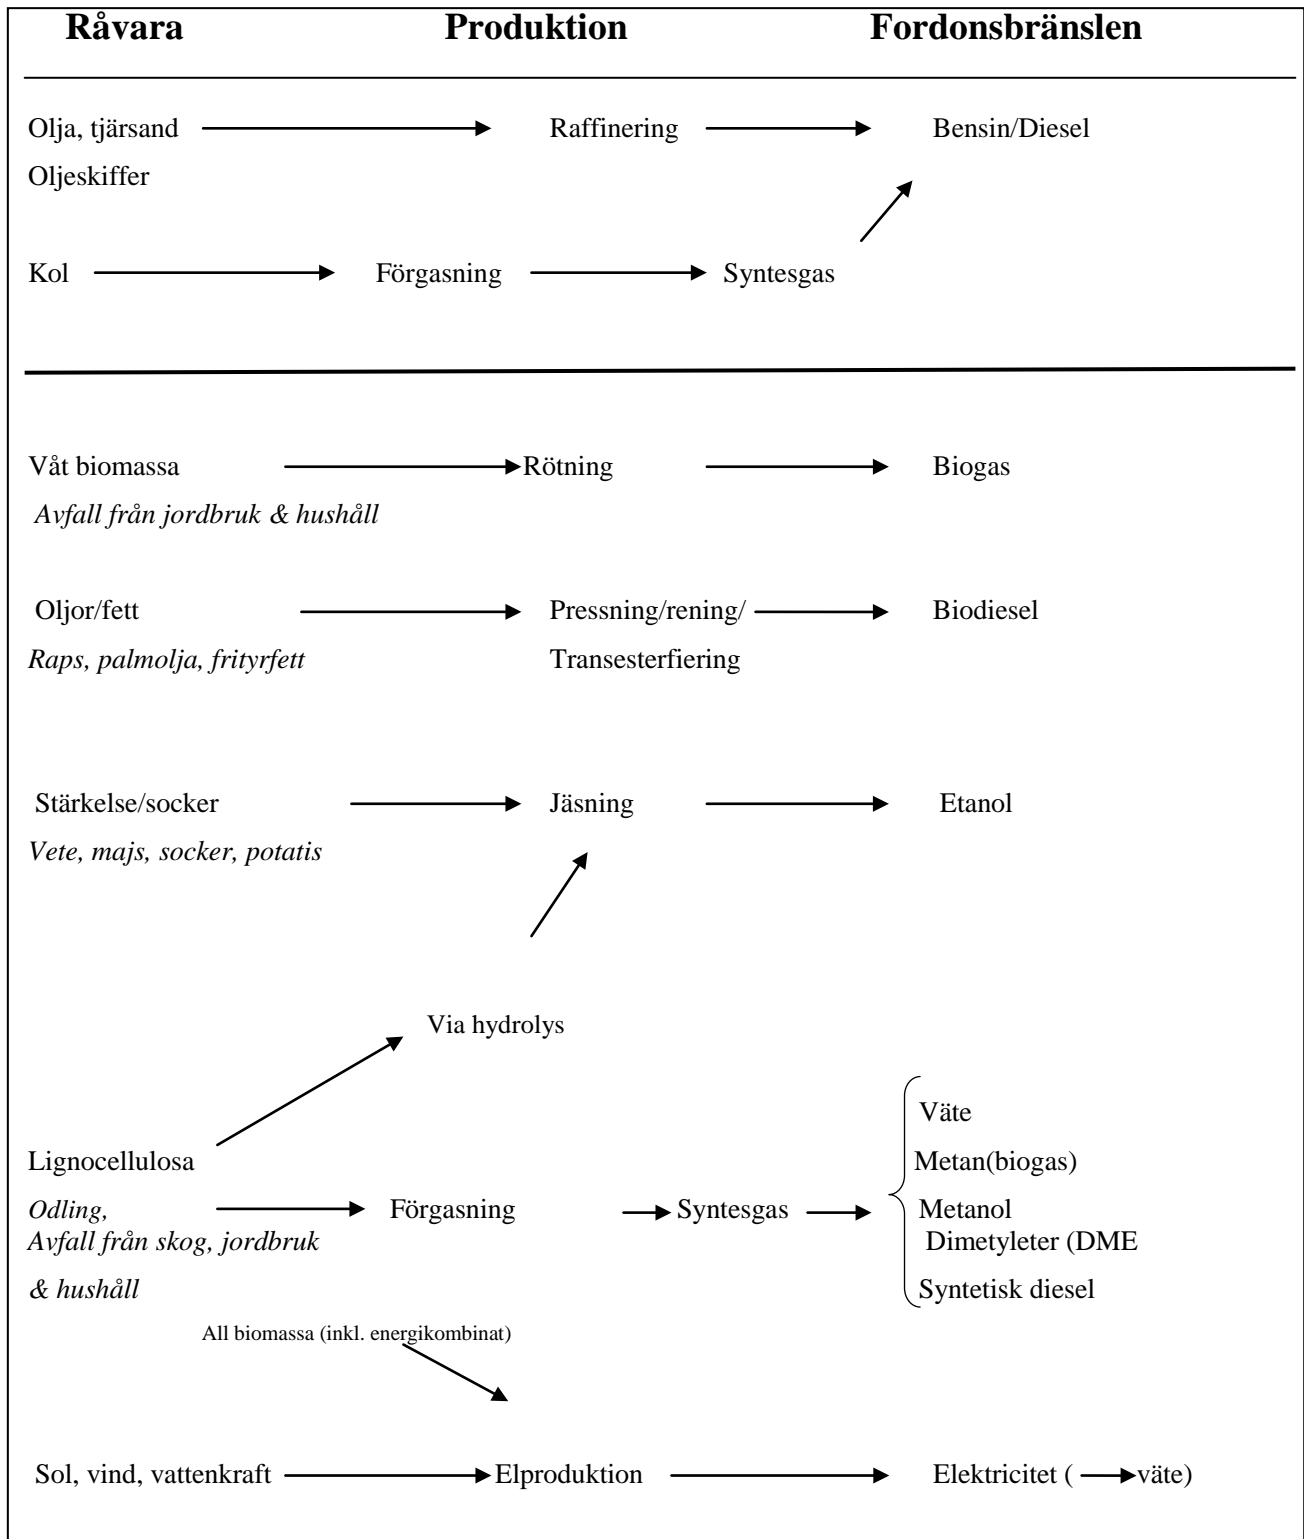 Råvara Produktion Fordonsbränslen
Olja, tjärsand Raffinering Bensin/Diesel
Oljeskiffer
Kol Förgasning Syntesgas
Våt biomassa Rötning Biogas
Avfall från jordbruk & hushåll
Oljor/fett Pressning/rening/ Biodiesel
Raps, palmolja, frityrfett Transesterfiering
Stärkelse/socker Jäsning Etanol
Vete, majs, socker, potatis
Via hydrolys
Väte
Lignocellulosa Metan(biogas)
Odling, Förgasning Syntesgas Metanol
Avfall från skog, jordbruk Dimetyleter (DME
& hushåll Syntetisk diesel
All biomassa (inkl. energikombinat)
Sol, vind, vattenkraft Elproduktion Elektricitet ( väte)